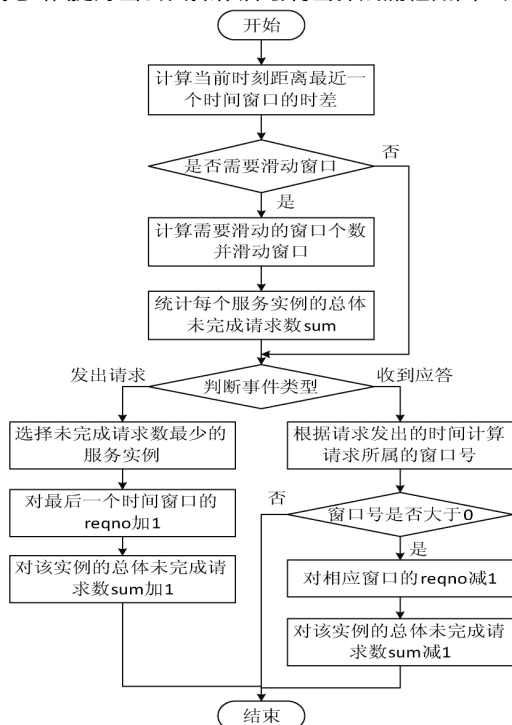 开始
计算当前时刻距离最近一
个时间窗口的时差
是否需要滑动窗口
否
是
计算需要滑动的窗口个数
并滑动窗口
统计每个服务实例的总体
未完成请求数sum
发出请求
判断事件类型
收到应答
选择未完成请求数最少的
服务实例
根据请求发出的时间计算
请求所属的窗口号
对最后一个时间窗口的
reqno加1
否
窗口号是否大于0
是
对该实例的总体未完成请
求数sum加1
对相应窗口的reqno减1
对该实例的总体未完成请
求数sum减1
结束